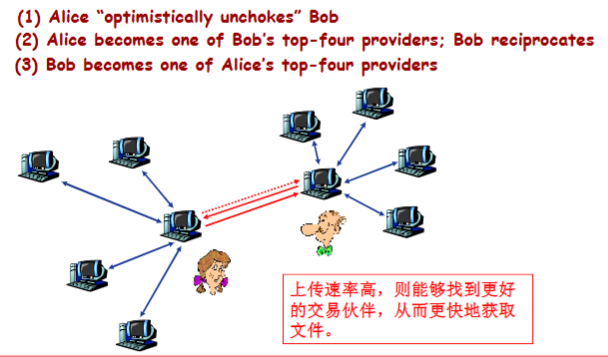 (1) Alice “optimistically unchokes” Bob
(2) Alice becomes one of Bob’s top-four providers; Bob reciprocates
(3) Bob becomes one of Alice’s top-four providers
上传速率高，则能够找到更好
的交易伙伴，从而更快地获取
文件。